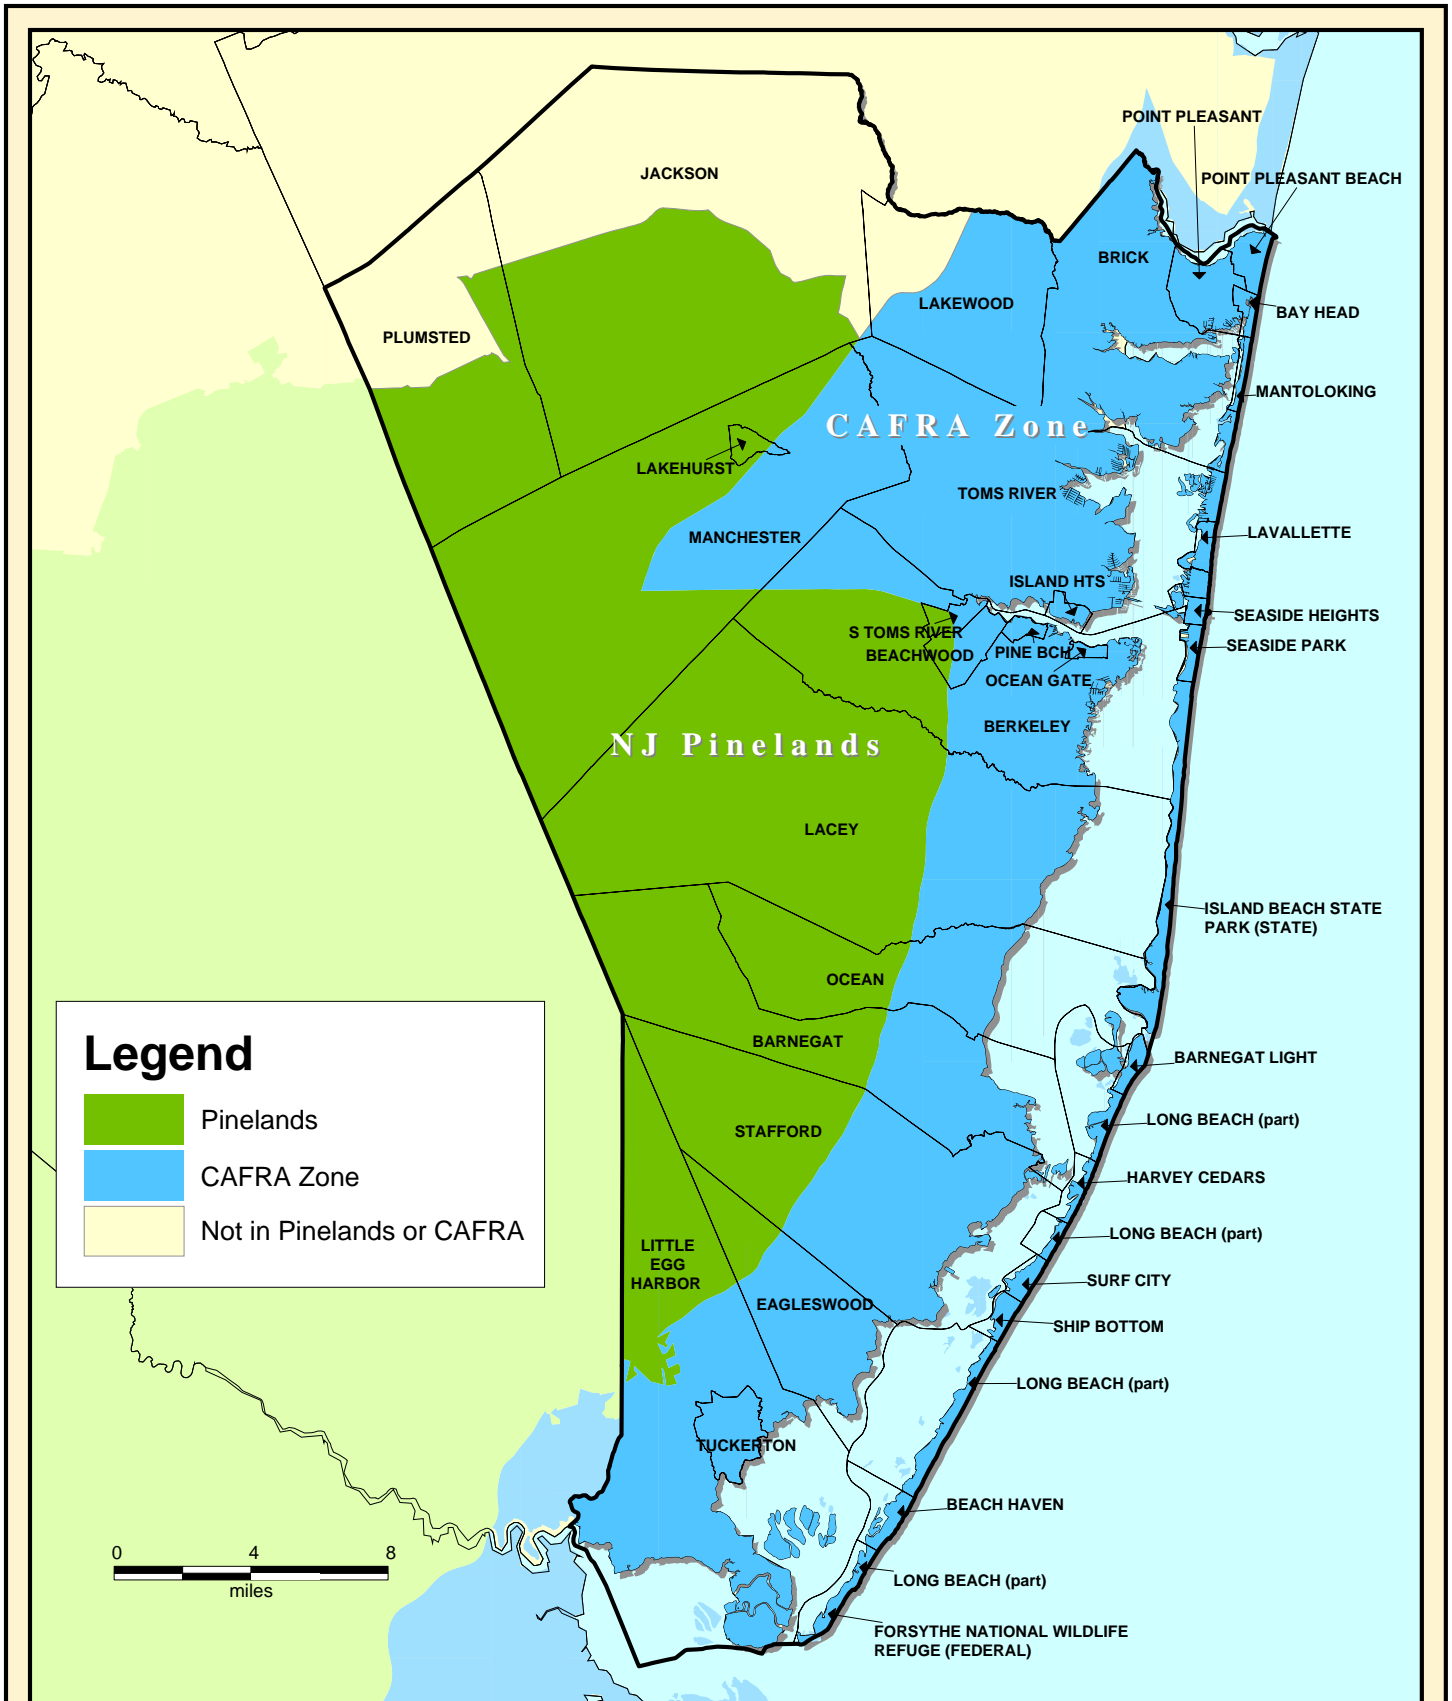 POINT PLEASANT
JACKSON
POINT PLEASANT BEACH
BRICK
LAKEWOOD
BAY HEAD
PLUMSTED
MANTOLOKING
CAFRA Zone
LAKEHURST
TOMS RIVER
LAVALLETTE
MANCHESTER
ISLAND HTS
SEASIDE HEIGHTS
S TOMS RIVER
SEASIDE PARK
BEACHWOOD
PINE BCH
OCEAN GATE
BERKELEY
NJ Pinelands
LACEY
ISLAND BEACH STATE
PARK (STATE)
OCEAN
BARNEGAT
BARNEGAT LIGHT
Legend
Pinelands
CAFRA Zone
Not in Pinelands or CAFRA
LONG BEACH (part)
STAFFORD
HARVEY CEDARS
LONG BEACH (part)
LITTLE
EGG
HARBOR
SURF CITY
EAGLESWOOD
SHIP BOTTOM
LONG BEACH (part)
TUCKERTON
BEACH HAVEN
0 4 8
miles
LONG BEACH (part)
FORSYTHE NATIONAL WILDLIFE
REFUGE (FEDERAL)